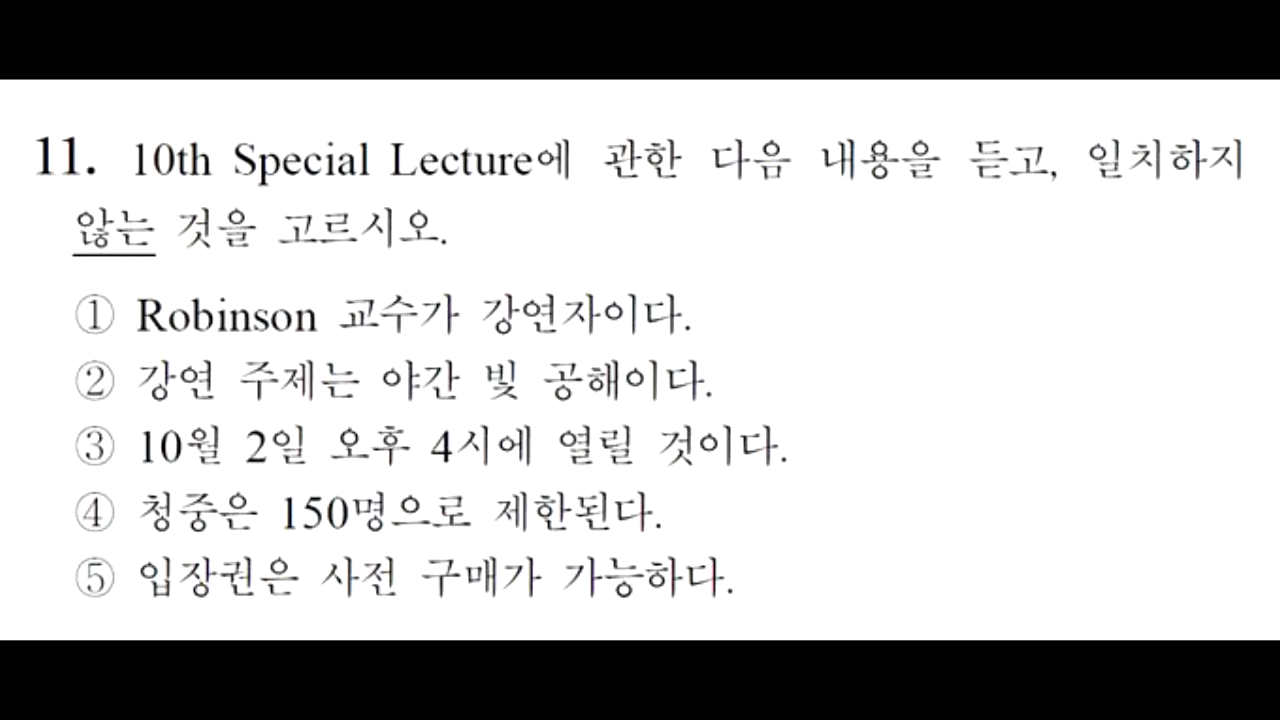 11. 10th Special Lecture에 관한 다음 내용을 듣고, 일치하지
않는 것을 고르시오.
① Robinson 교수가 강연자이다.
② 강연 주제는 야간 빛 공해이다.
③ 10월 2일 오후 4시에 열릴 것이다.
④ 청중은 150명으로 제한된다.
⑤ 입장권은 사전 구매가 가능하다.